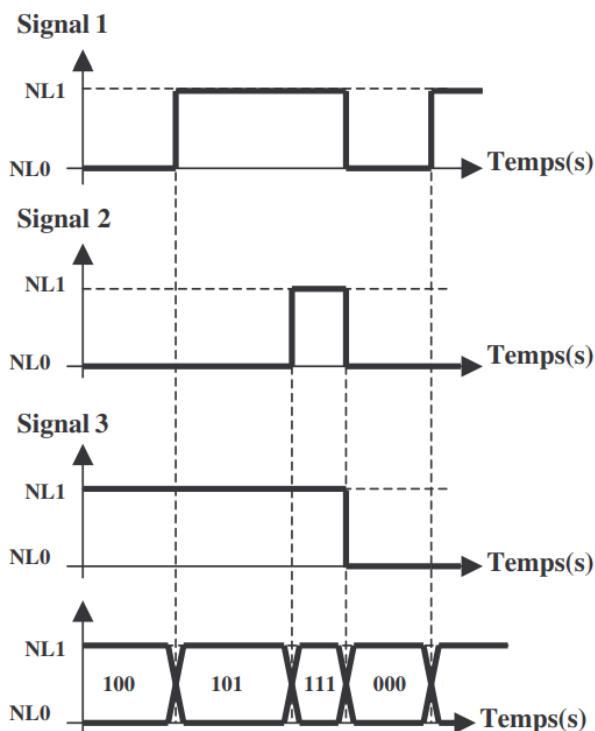 Signal 1
NL1
NL0
Temps(s)
Signal 2
NL1
NL0
Temps(s)
Signal 3
NL1
NL0
Temps(s)
NL1
100 101 111 000
NL0
Temps(s)